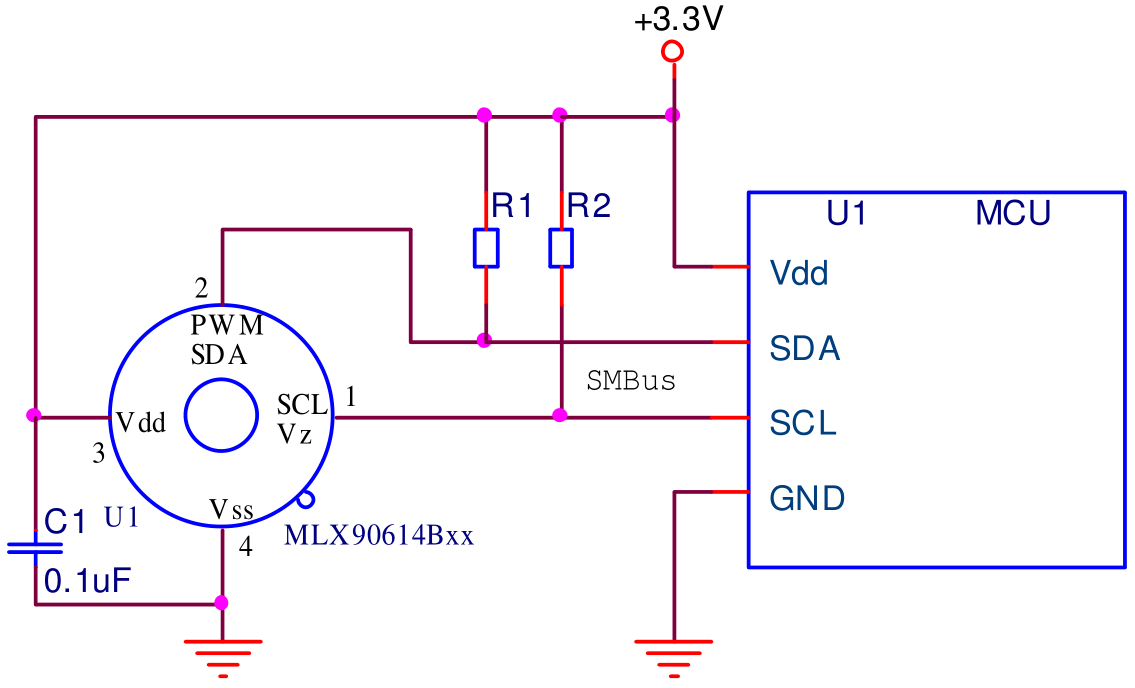 +3.3V
R1
R2
U1 MCU
Vdd
SDA
SCL
GND
SMBus
2
PWM
SDA
1
SCL
Vz
Vdd
3
Vss
4
U1
MLX90614Bxx
C1
0.1uF